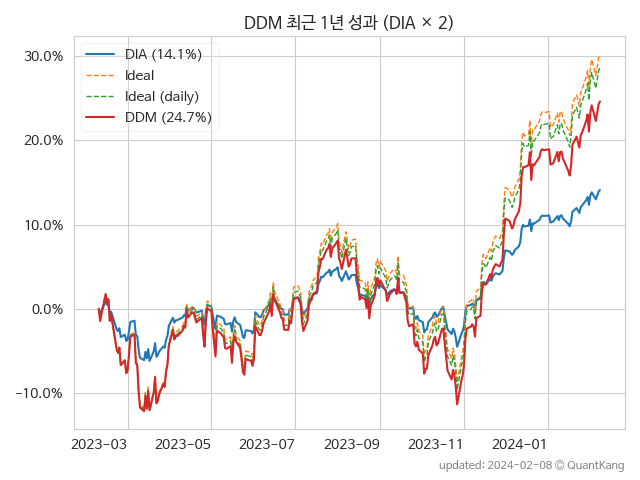 DDM 최근 1년 성과 (DIA × 2)
30.0%
20.0%
10.0%
0.0%
−10.0%
DIA (14.1%)
Ideal
Ideal (daily)
DDM (24.7%)
2023-03 2023-05 2023-07 2023-09 2023-11 2024-01
updated: 2024-02-08 © QuantKang